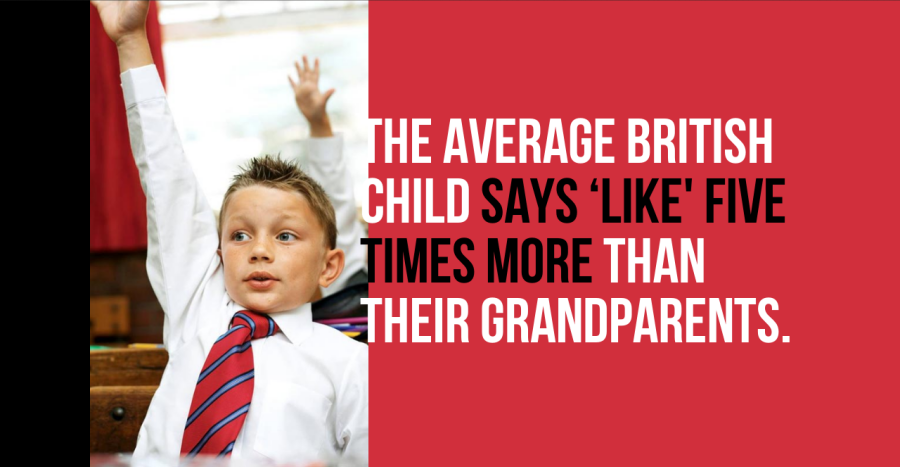 THE AVERAGE BRITISH
CHILD SAYS ‘LIKE' FIVE
TIMES MORE THAN
THEIR GRANDPARENTS.